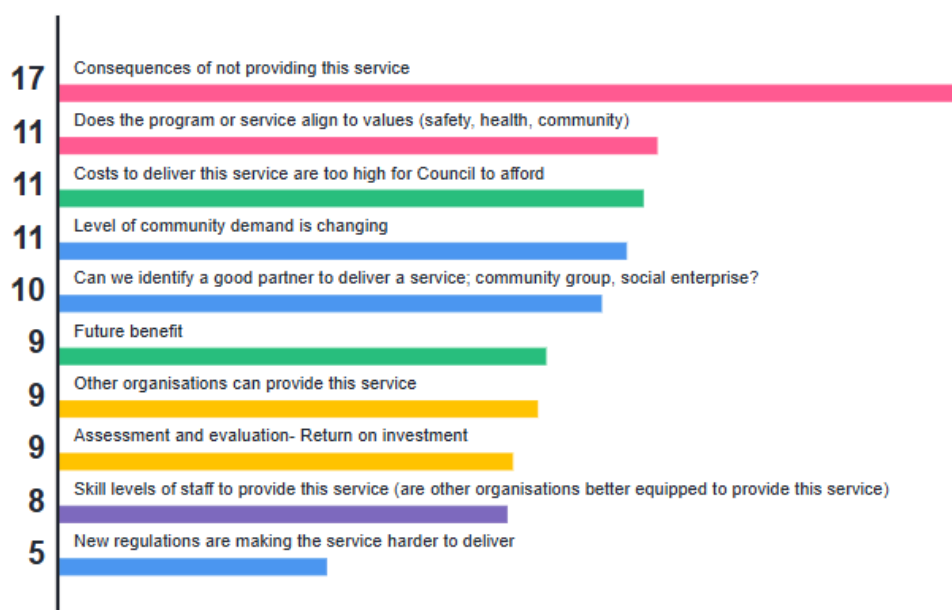 17
Consequences of not providing this service
11
Does the program or service align to values (safety, health, community)
11
Costs to deliver this service are too high for Council to afford
11
Level of community demand is changing
10
Can we identify a good partner to deliver a service; community group, social enterprise?
9
Future benefit
9
Other organisations can provide this service
9
Assessment and evaluation- Return on investment
8
Skill levels of staff to provide this service (are other organisations better equipped to provide this service)
5
New regulations are making the service harder to deliver